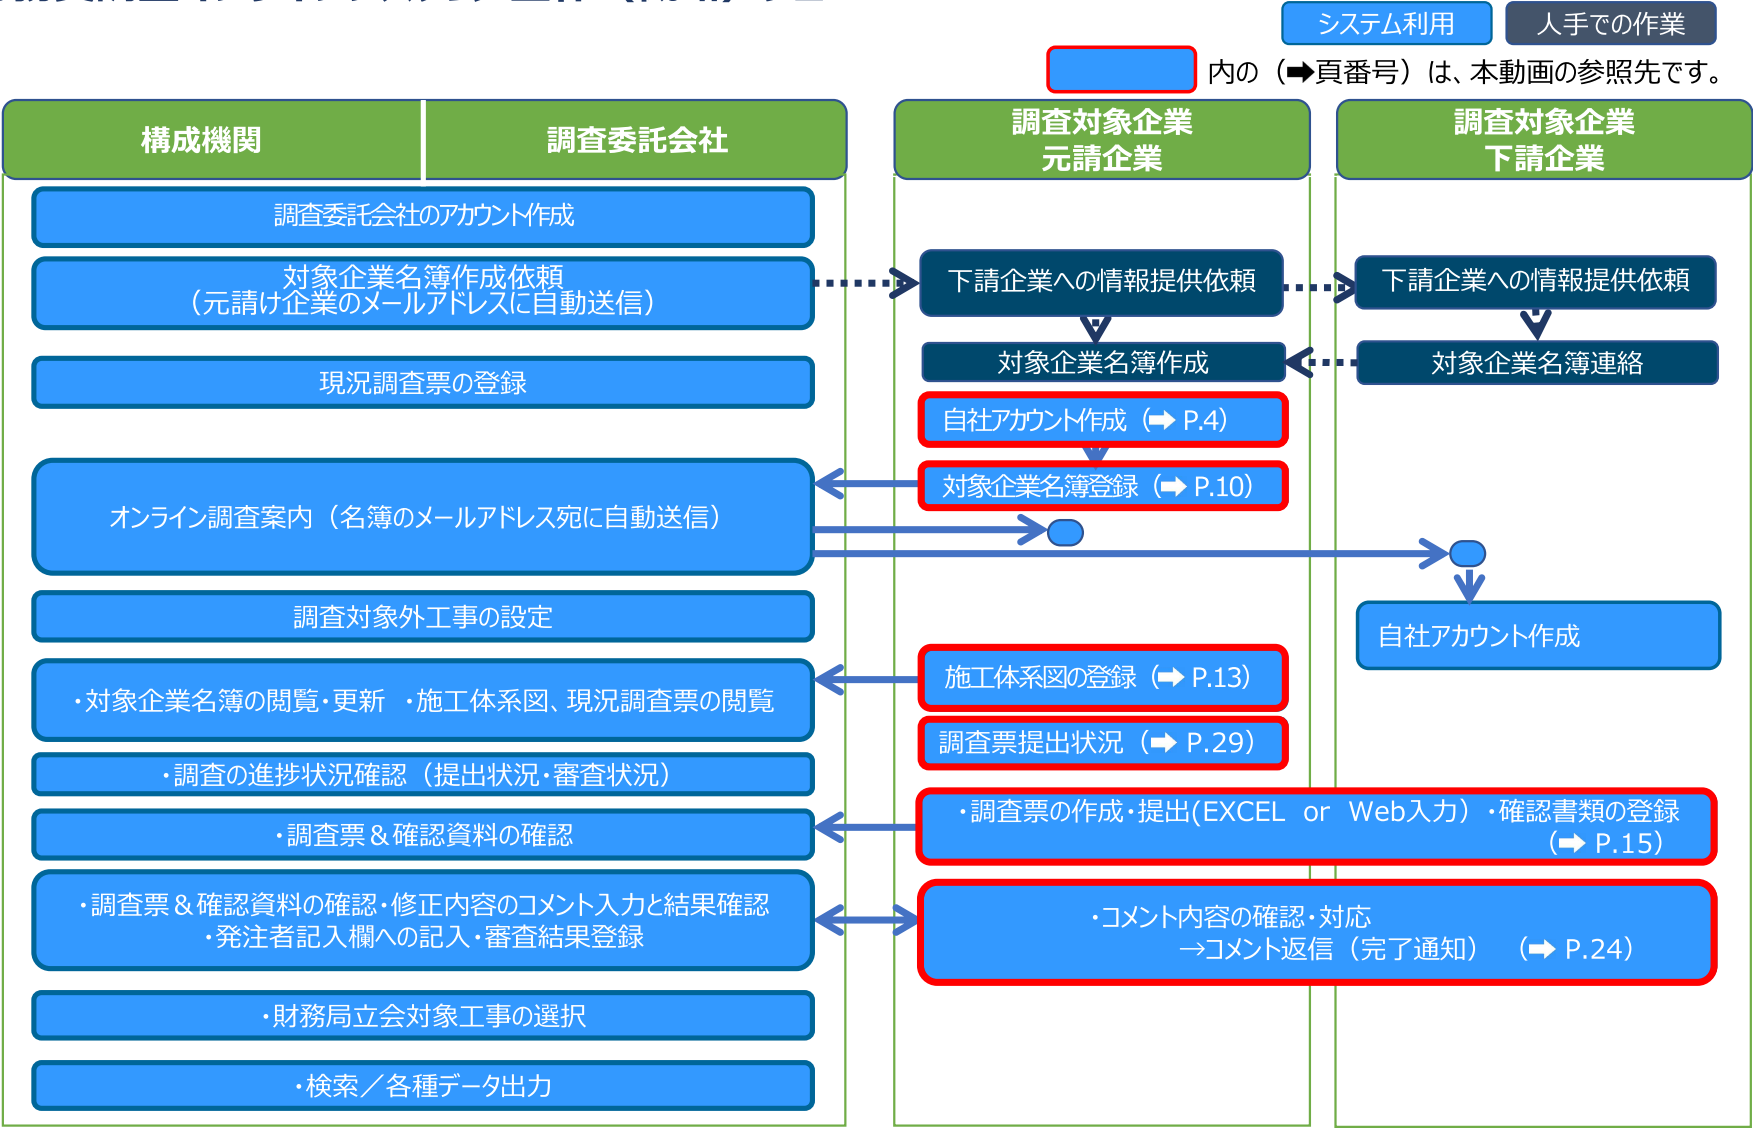 システム利用
人手での作業
内の（➡頁番号）は、本動画の参照先です。
構成機関
調査委託会社
調査対象企業
元請企業
調査対象企業
下請企業
調査委託会社のアカウント作成
対象企業名簿作成依頼
（元請け企業のメールアドレスに自動送信）
下請企業への情報提供依頼
下請企業への情報提供依頼
対象企業名簿作成
対象企業名簿連絡
現況調査票の登録
自社アカウント作成（➡ P.4）
対象企業名簿登録（➡ P.10）
オンライン調査案内（名簿のメールアドレス宛に自動送信）
調査対象外工事の設定
自社アカウント作成
施工体系図の登録（➡ P.13）
・対象企業名簿の閲覧・更新　・施工体系図、現況調査票の閲覧
調査票提出状況（➡ P.29）
・調査の進捗状況確認（提出状況・審査状況）
・調査票の作成・提出(EXCEL　or　Web入力）・確認書類の登録
（➡ P.15）
・調査票＆確認資料の確認
・調査票＆確認資料の確認・修正内容のコメント入力と結果確認
・発注者記入欄への記入・審査結果登録
・コメント内容の確認・対応
→コメント返信（完了通知）　（➡ P.24）
・財務局立会対象工事の選択
・検索／各種データ出力